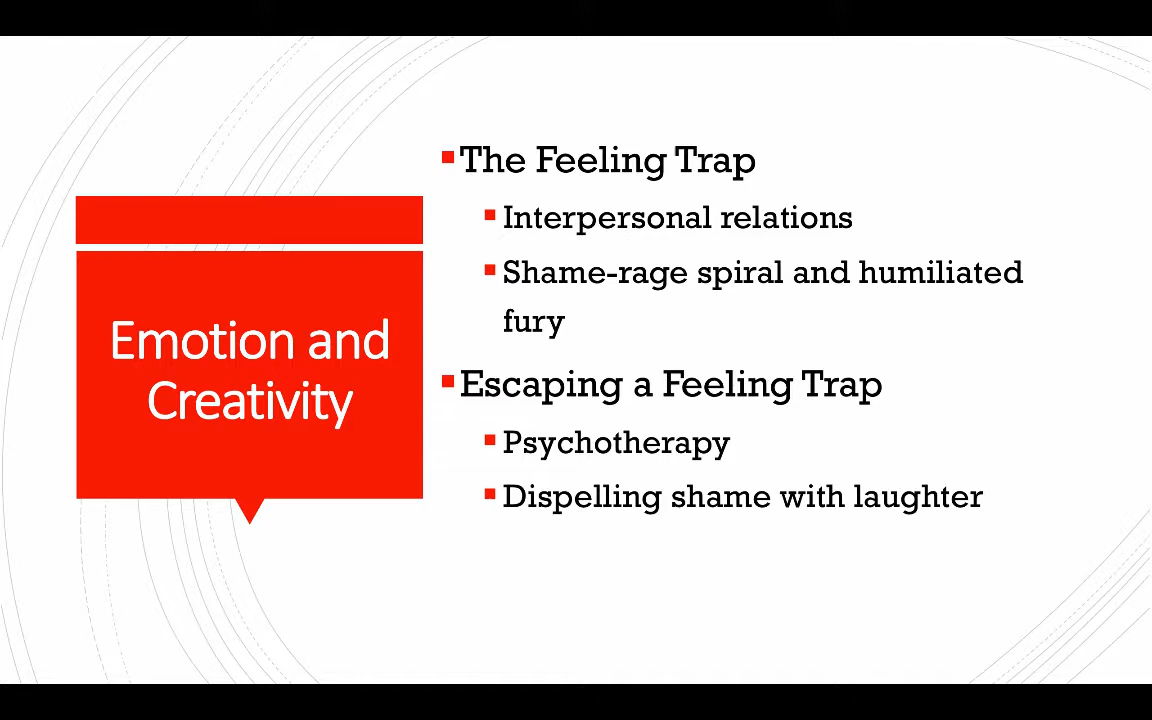 Emotion and
Creativity
The Feeling Trap
Interpersonal relations
Shame-rage spiral and humiliated
fury
Escaping a Feeling Trap
Psychotherapy
Dispelling shame with laughter